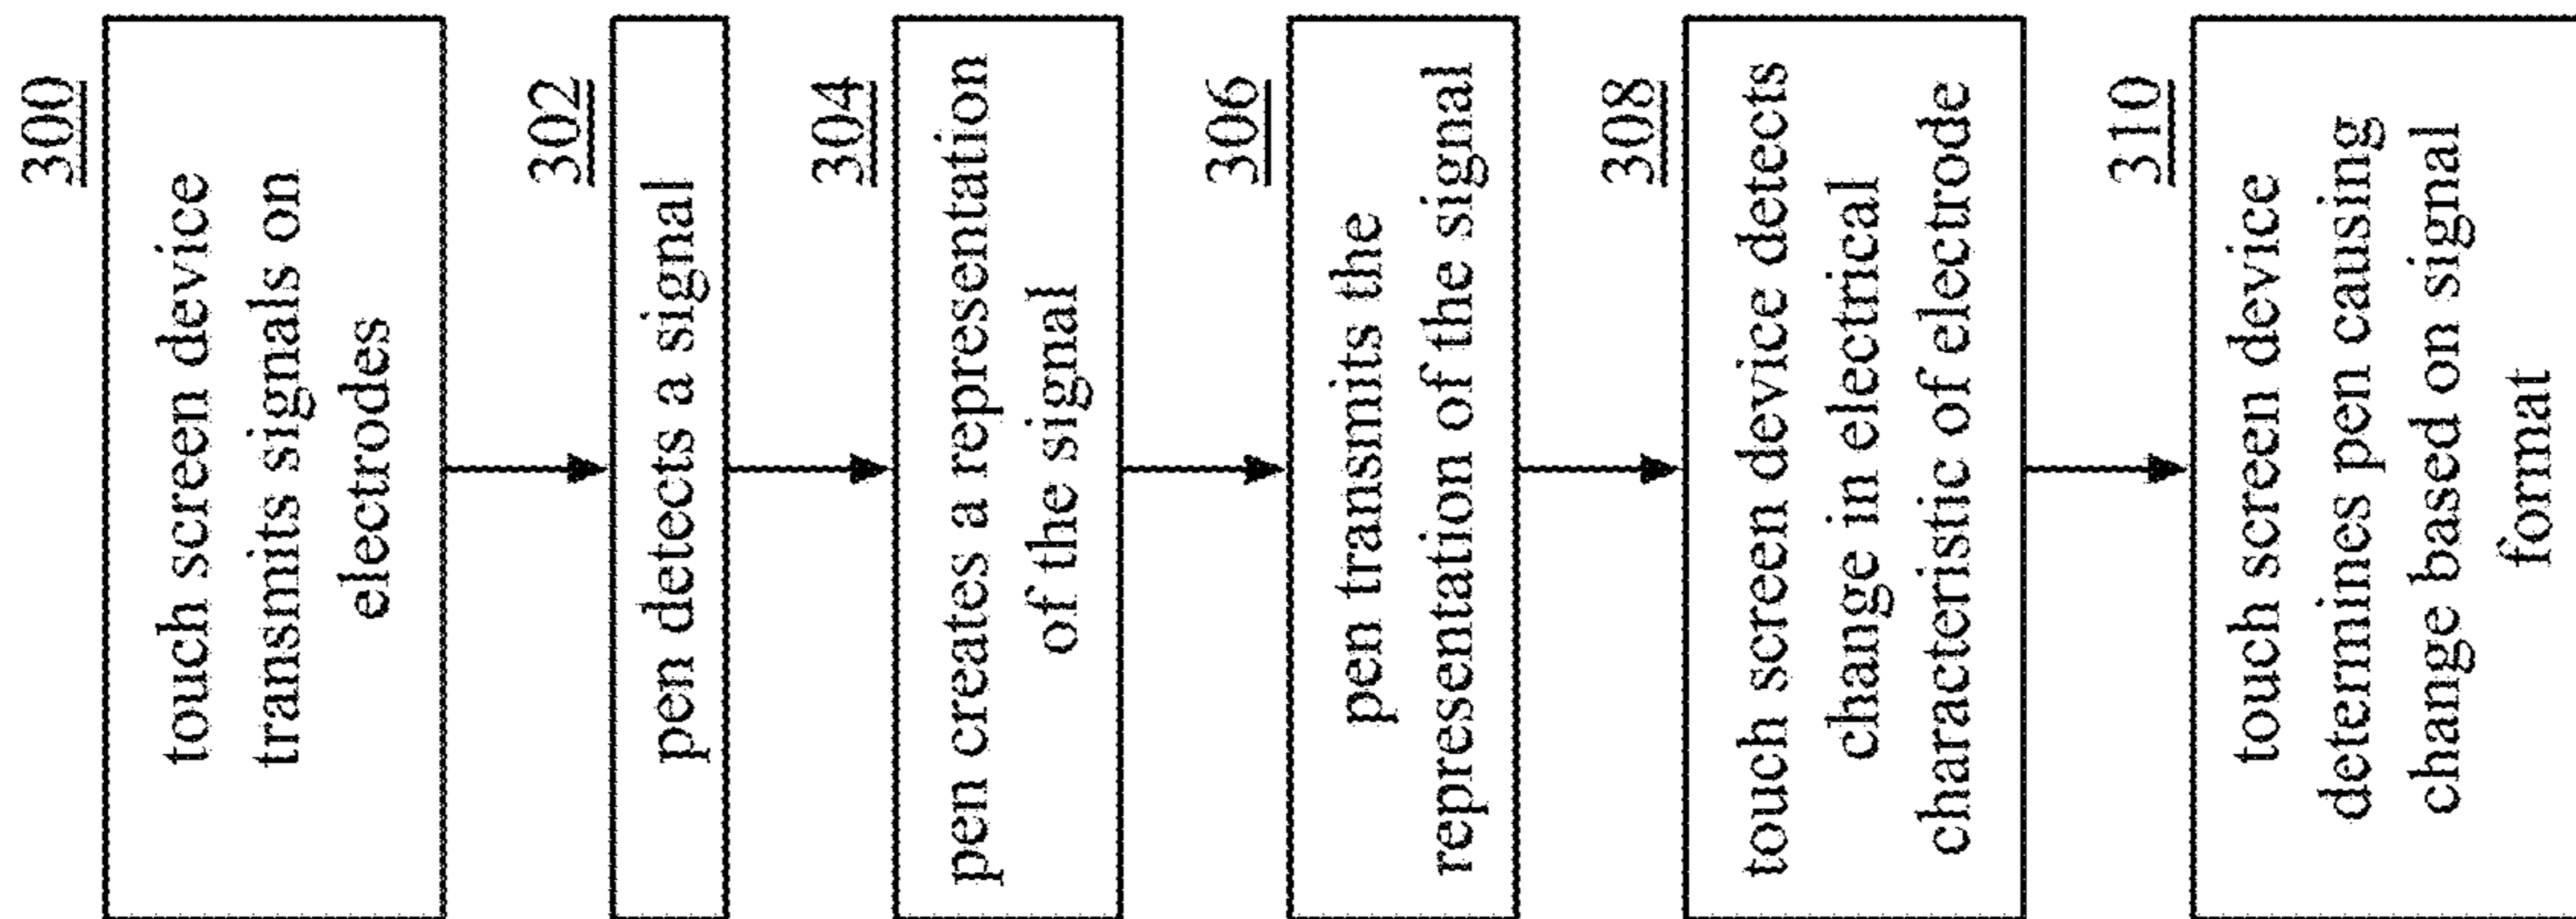 300
touch screen device
transmits signals on
electrodes
302
pen detects a signal
304
pen creates a representation
of the signal
306
pen transmits the
representation of the signal
308
touch screen device detects
change in electrical
characteristic of electrode
310
touch screen device
determines pen causing
change based on signal
format